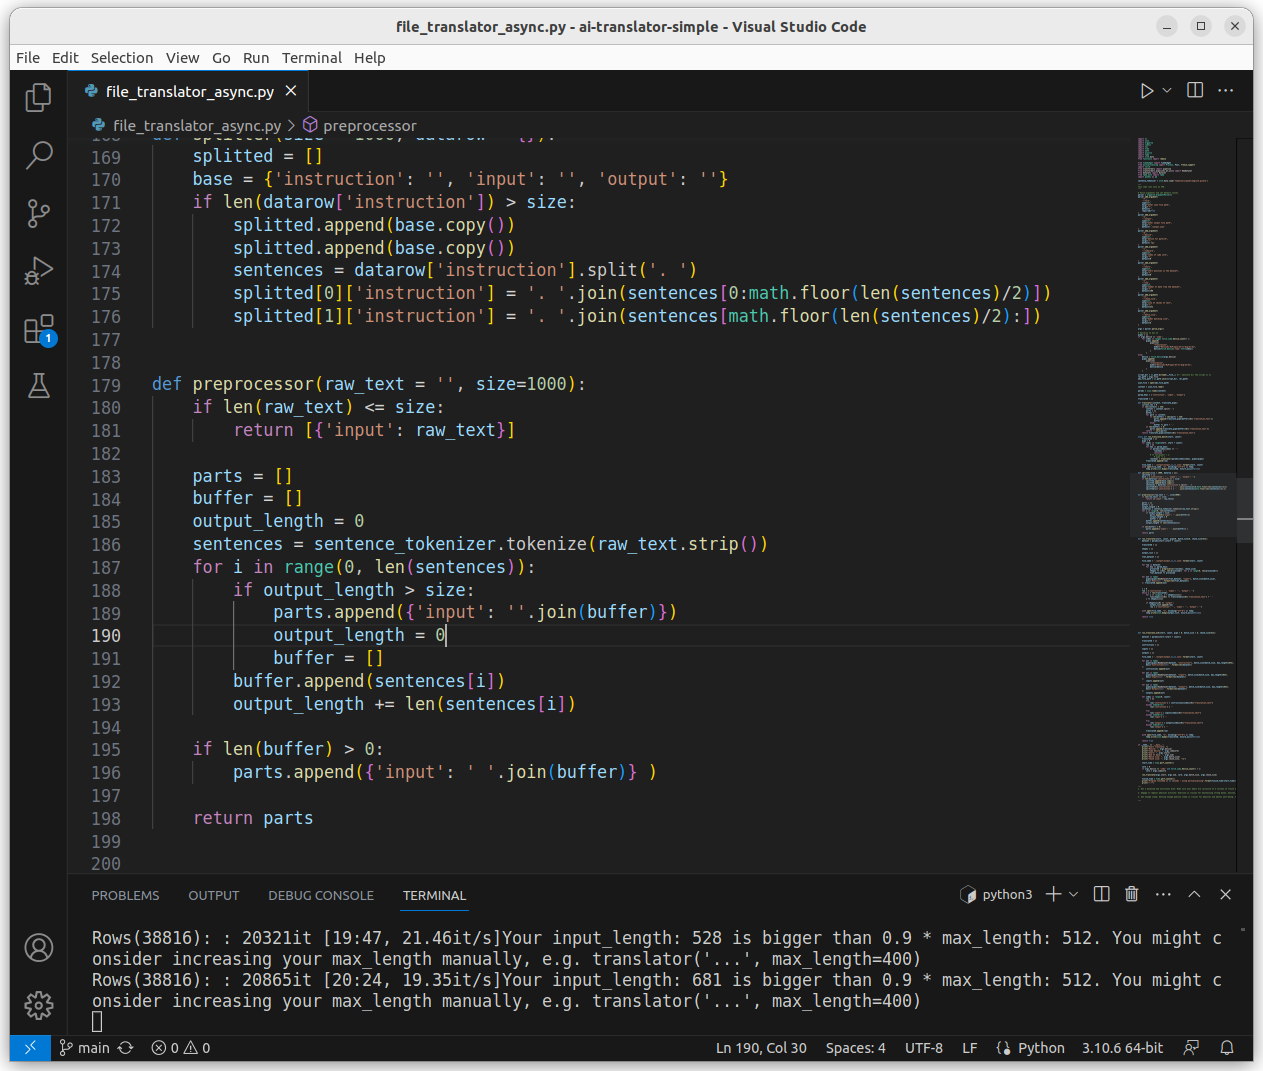 file_translator_async.py - ai-translator-simple - Visual Studio Code
File Edit Selection View Go Run Terminal Help
file_translator_async.py
file_translator_async.py > preprocessor
169 splitted = []
170 base = {'instruction': '', 'input': '', 'output': ''}
171 if len(datarow['instruction']) > size:
172 splitted.append(base.copy())
173 splitted.append(base.copy())
174 sentences = datarow['instruction'].split('. ')
175 splitted[0]['instruction'] = '. '.join(sentences[0:math.floor(len(sentences)/2)])
176 splitted[1]['instruction'] = '. '.join(sentences[math.floor(len(sentences)/2):])
177
178
179 def preprocessor(raw_text = '', size=1000):
180 if len(raw_text) <= size:
181 return [{'input': raw_text}]
182
183 parts = []
184 buffer = []
185 output_length = 0
186 sentences = sentence_tokenizer.tokenize(raw_text.strip())
187 for i in range(0, len(sentences)):
188 if output_length > size:
189 parts.append({'input': ''.join(buffer)})
190 output_length = 0
191 buffer = []
192 buffer.append(sentences[i])
193 output_length += len(sentences[i])
194
195 if len(buffer) > 0:
196 parts.append({'input': ' '.join(buffer)} )
197
198 return parts
199
200
1
PROBLEMS OUTPUT DEBUG CONSOLE TERMINAL python3
Rows(38816): : 20321it [19:47, 21.46it/s]Your input_length: 528 is bigger than 0.9 * max_length: 512. You might c
onsider increasing your max_length manually, e.g. translator('...', max_length=400)
Rows(38816): : 20865it [20:24, 19.35it/s]Your input_length: 681 is bigger than 0.9 * max_length: 512. You might c
onsider increasing your max_length manually, e.g. translator('...', max_length=400)
main 0 0 Ln 190, Col 30 Spaces: 4 UTF-8 LF Python 3.10.6 64-bit